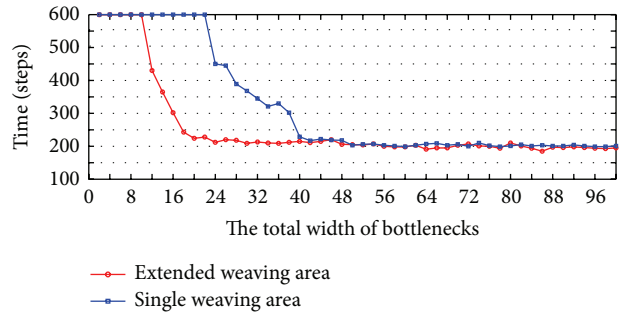 600
500
400
300
200
100
Time (steps)
0 8 16 24 32 40 48 56 64 72 80 88 96
The total width of bottlenecks
Extended weaving area
Single weaving area